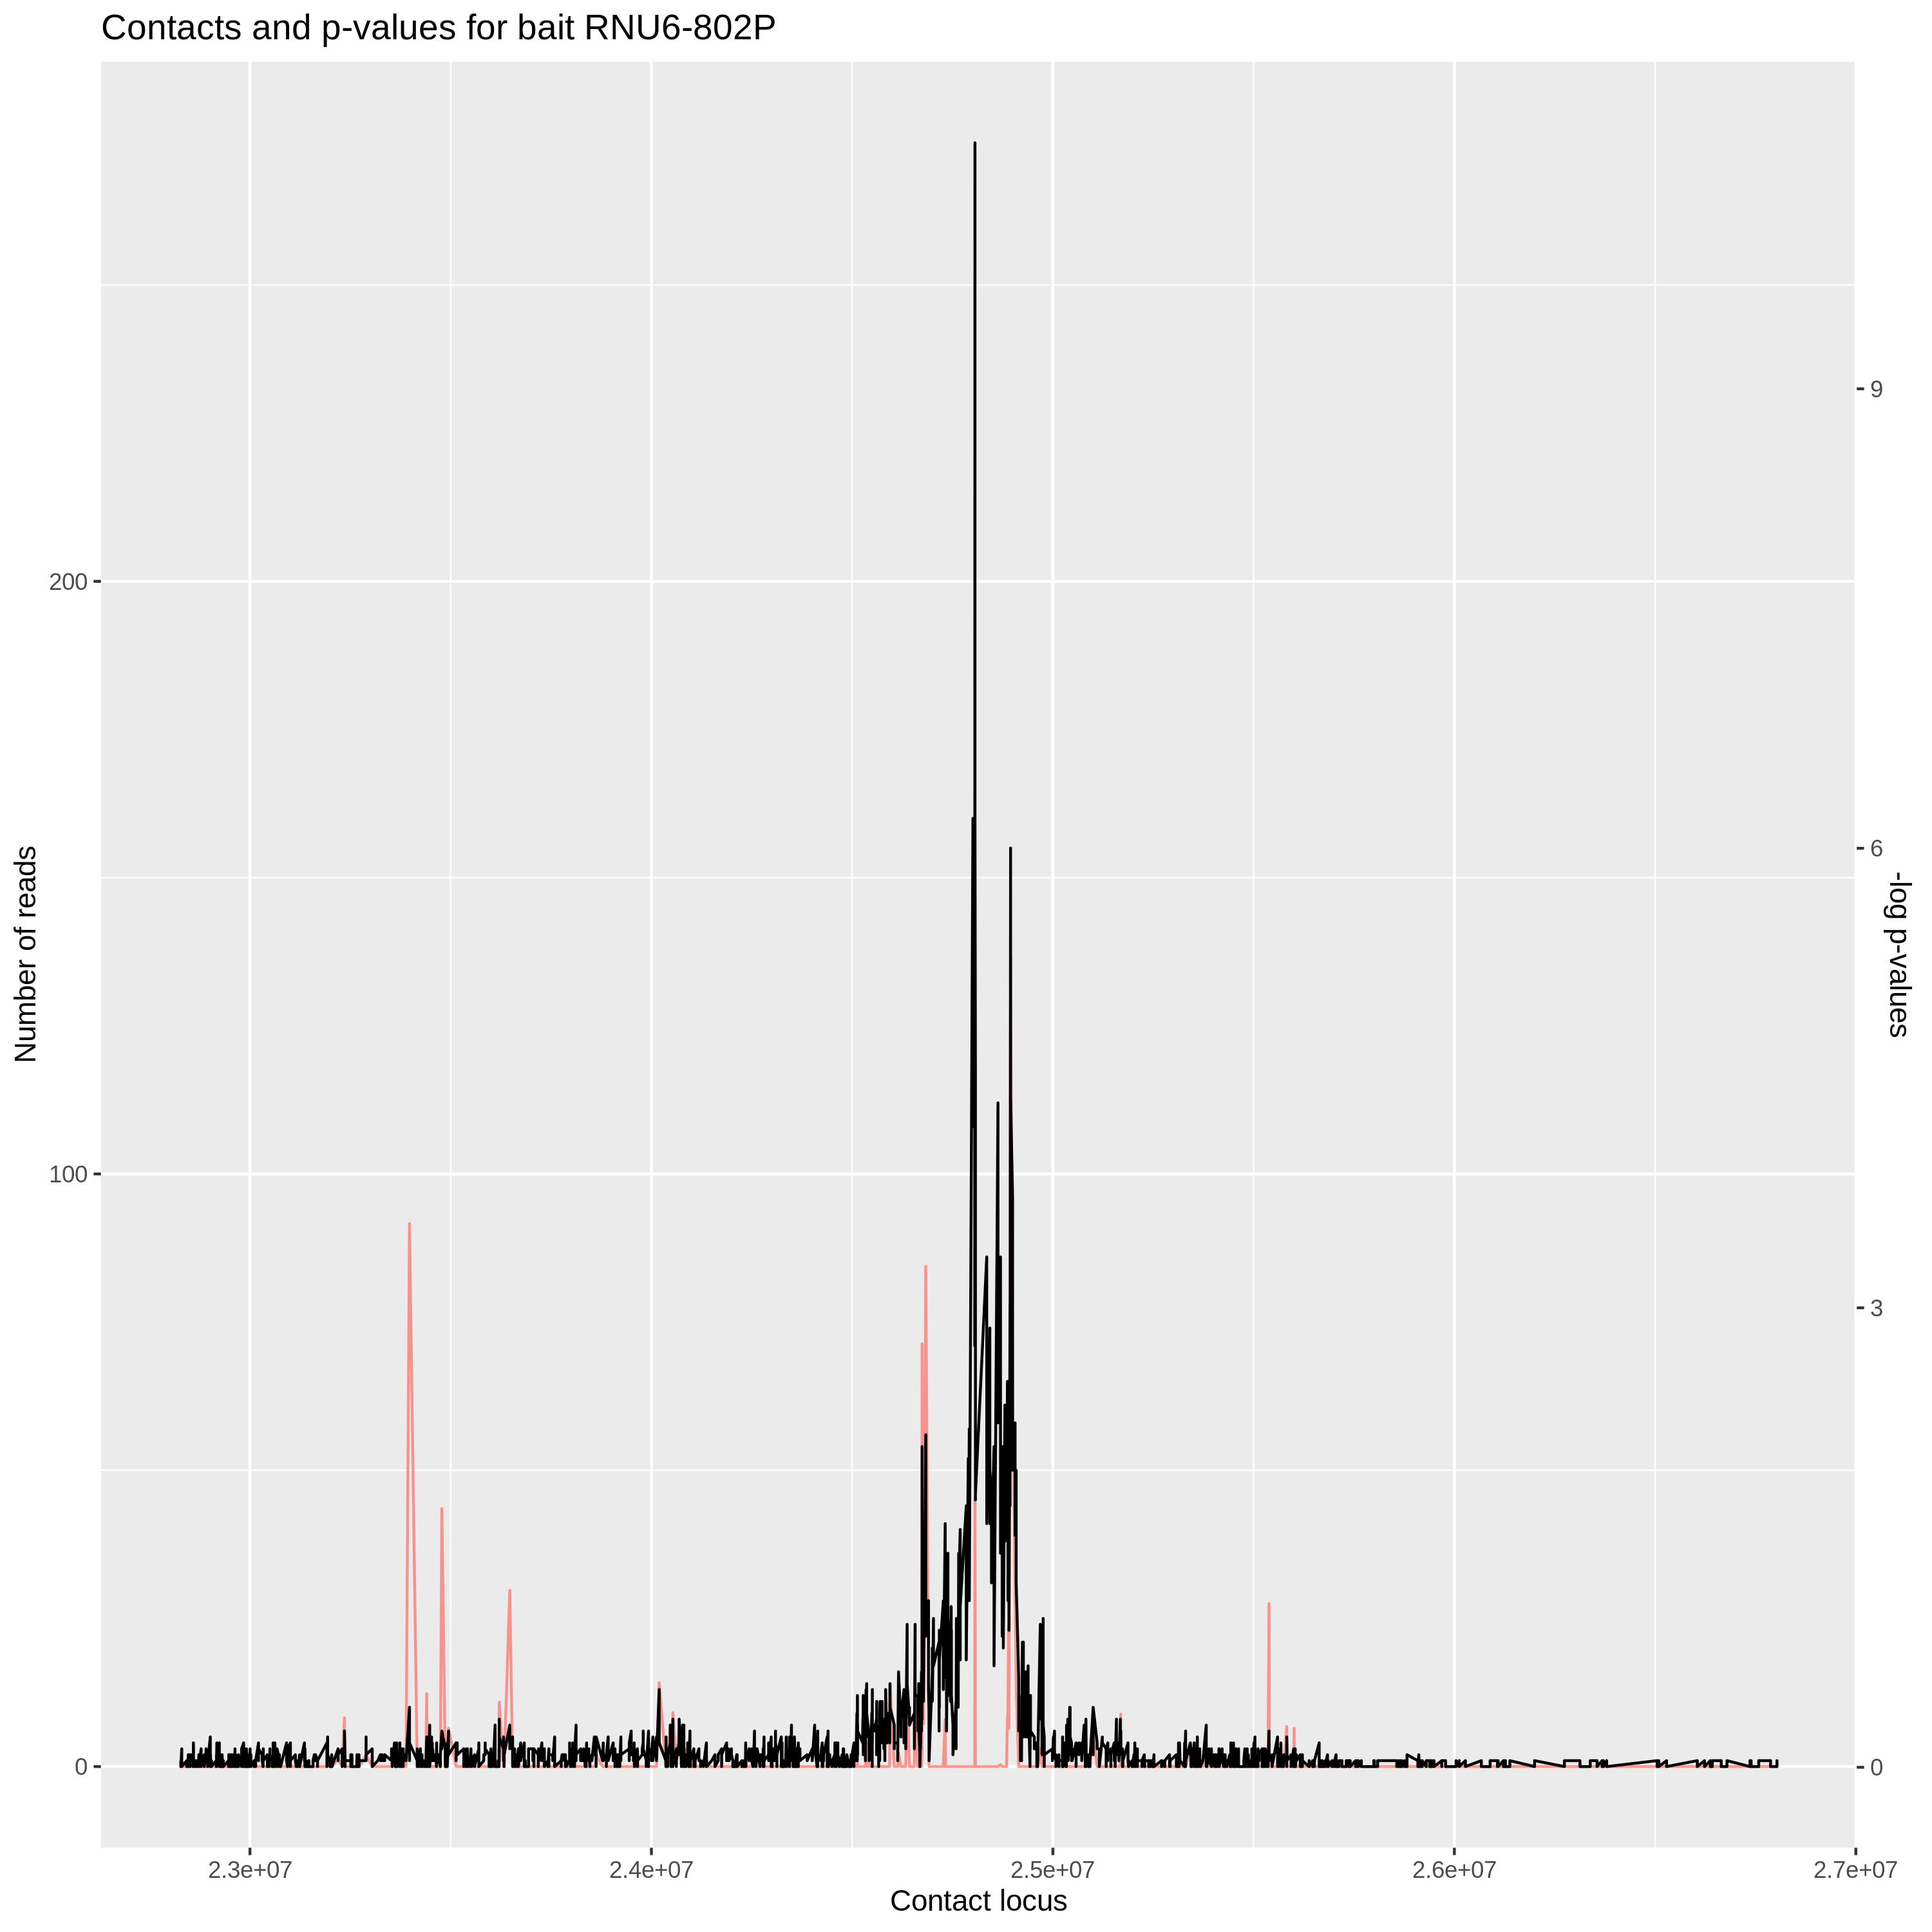 Contacts and p-values for bait RNU6-802P
Number of reads
200
100
0
9
6
3
0
-log p-values
2.3e+07
2.4e+07
2.5e+07
2.6e+07
2.7e+07
Contact locus